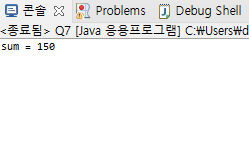 콘솔 Problems Debug Shell
<종료됨> Q7 [Java 응용프로그램] C:₩Users₩d
sum = 150